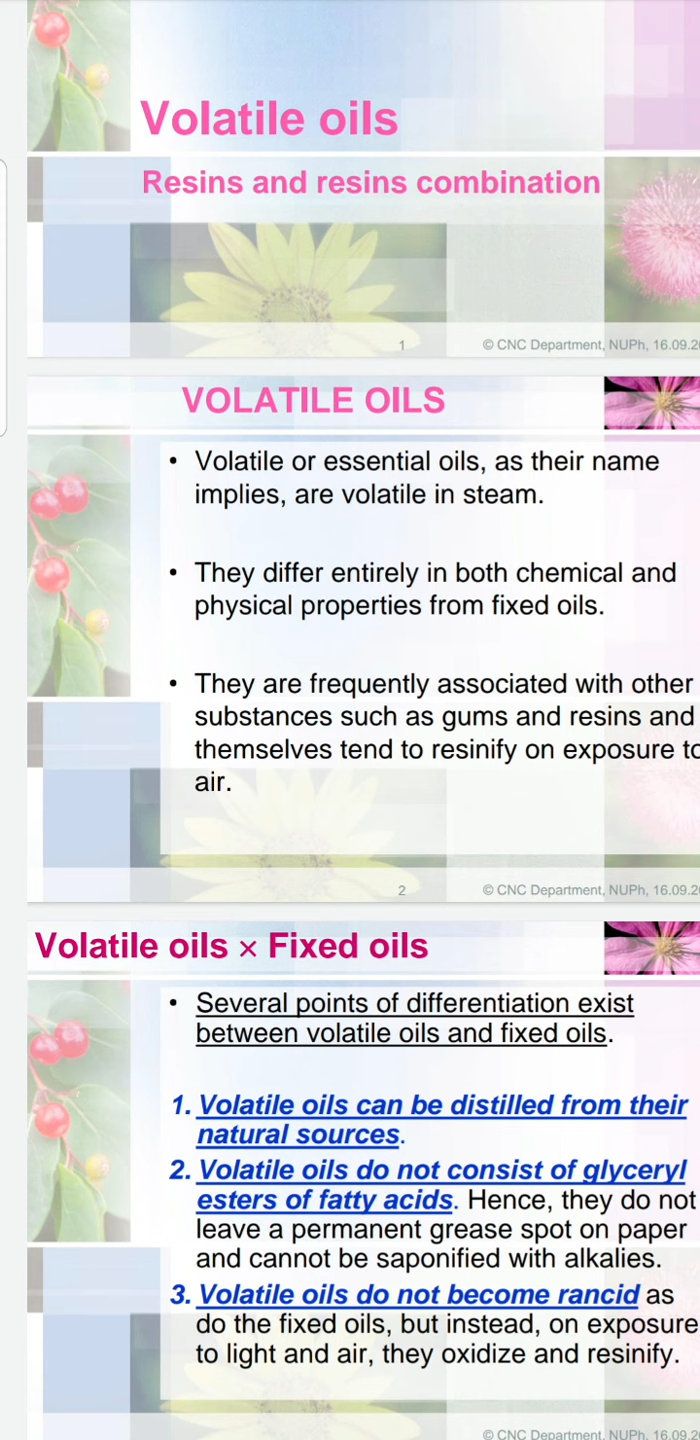 Volatile oils
Resins and resins combination
1
© CNC Department, NUPh, 16.09.2
VOLATILE OILS
• Volatile or essential oils, as their name
implies, are volatile in steam.
• They differ entirely in both chemical and
physical properties from fixed oils.
• They are frequently associated with other
substances such as gums and resins and
themselves tend to resinify on exposure to
air.
2
© CNC Department, NUPh, 16.09.2
Volatile oils × Fixed oils
• Several points of differentiation exist
between volatile oils and fixed oils.
1. Volatile oils can be distilled from their
natural sources.
2. Volatile oils do not consist of glyceryl
esters of fatty acids. Hence, they do not
leave a permanent grease spot on paper
and cannot be saponified with alkalies.
3. Volatile oils do not become rancid as
do the fixed oils, but instead, on exposure
to light and air, they oxidize and resinify.
© CNC Department, NUPh, 16.09.2